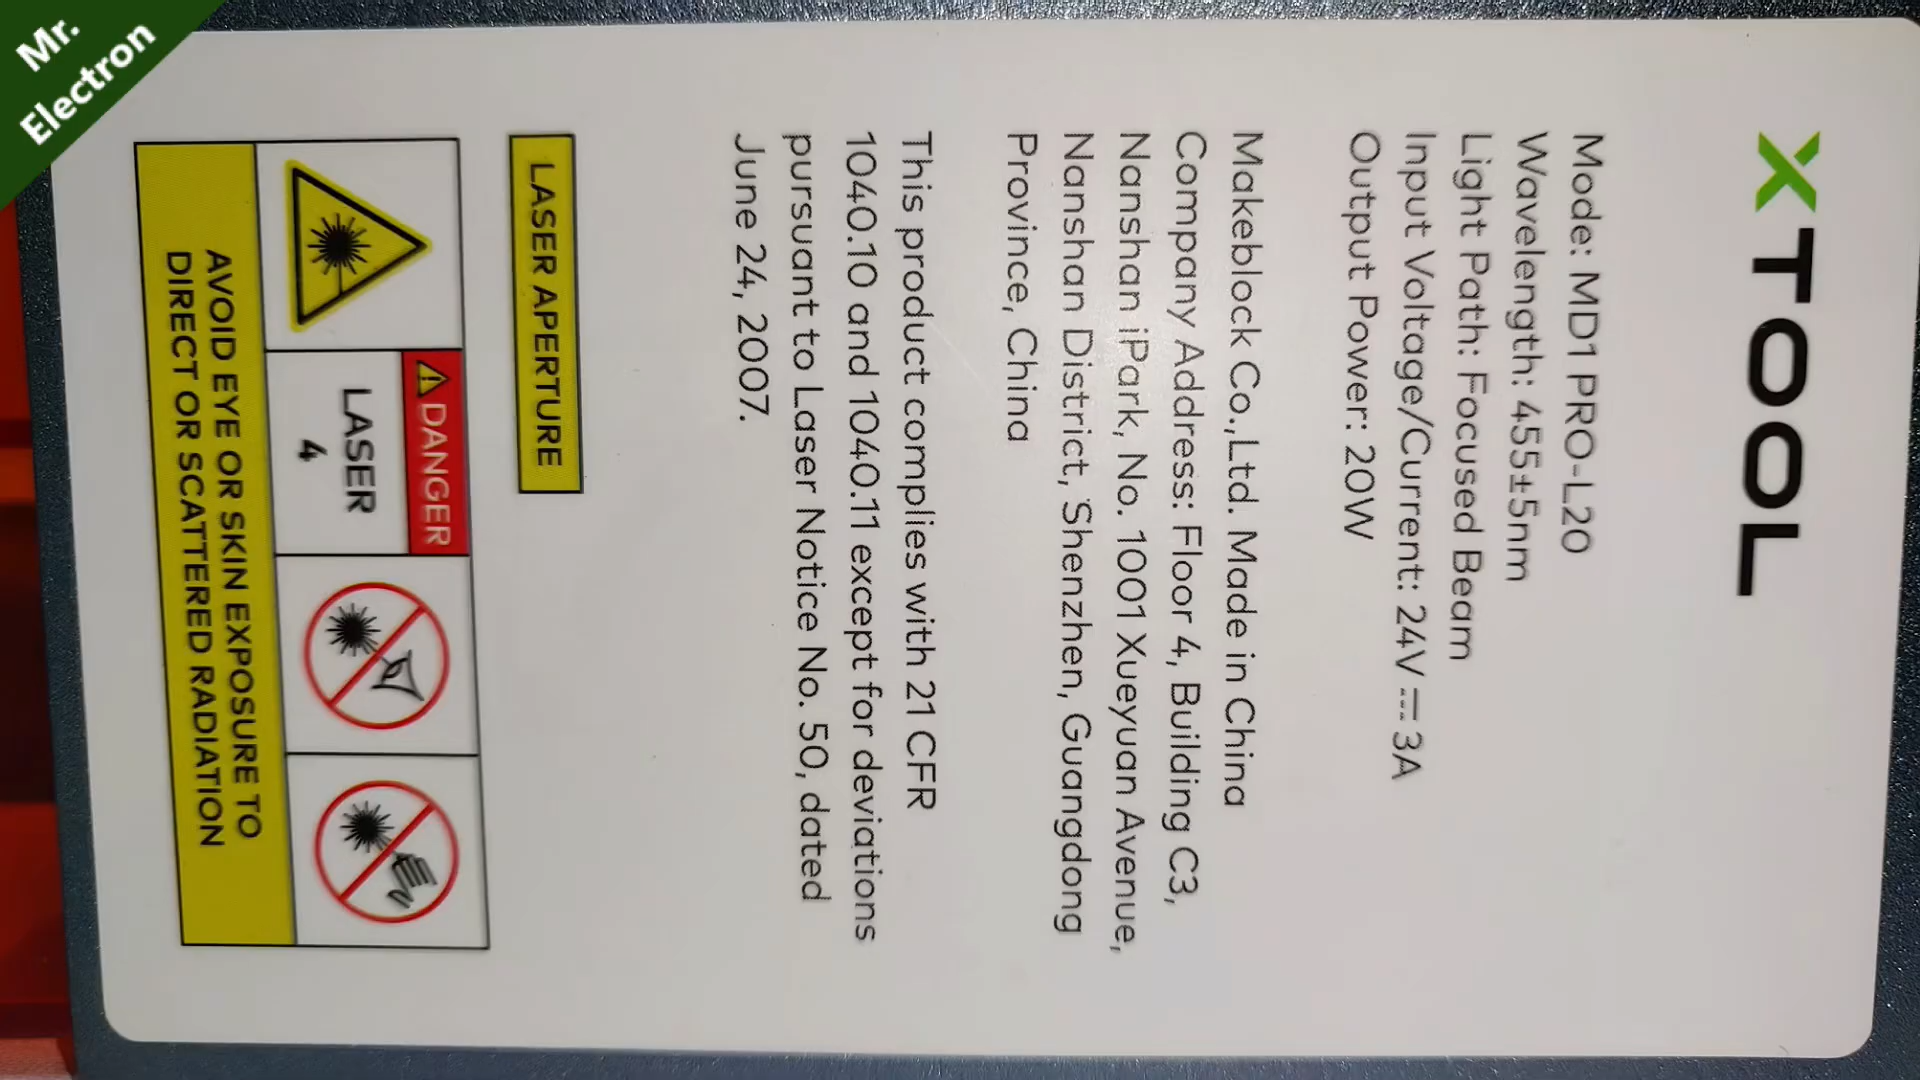 Mr.
Electron
XTOOL
Mode: MD1 PRO-L20
Wavelength: 455±5nm
Light Path: Focused Beam
Input Voltage/Current: 24V⎓3A
Output Power: 20W
Makeblock Co.,Ltd. Made in China
Company Address: Floor 4, Building C3,
Nanshan iPark, No. 1001 Xueyuan Avenue,
Nanshan District, Shenzhen, Guangdong
Province, China
This product complies with 21 CFR
1040.10 and 1040.11 except for deviations
pursuant to Laser Notice No. 50, dated
June 24, 2007.
LASER APERTURE
DANGER
LASER
4
AVOID EYE OR SKIN EXPOSURE TO
DIRECT OR SCATTERED RADIATION